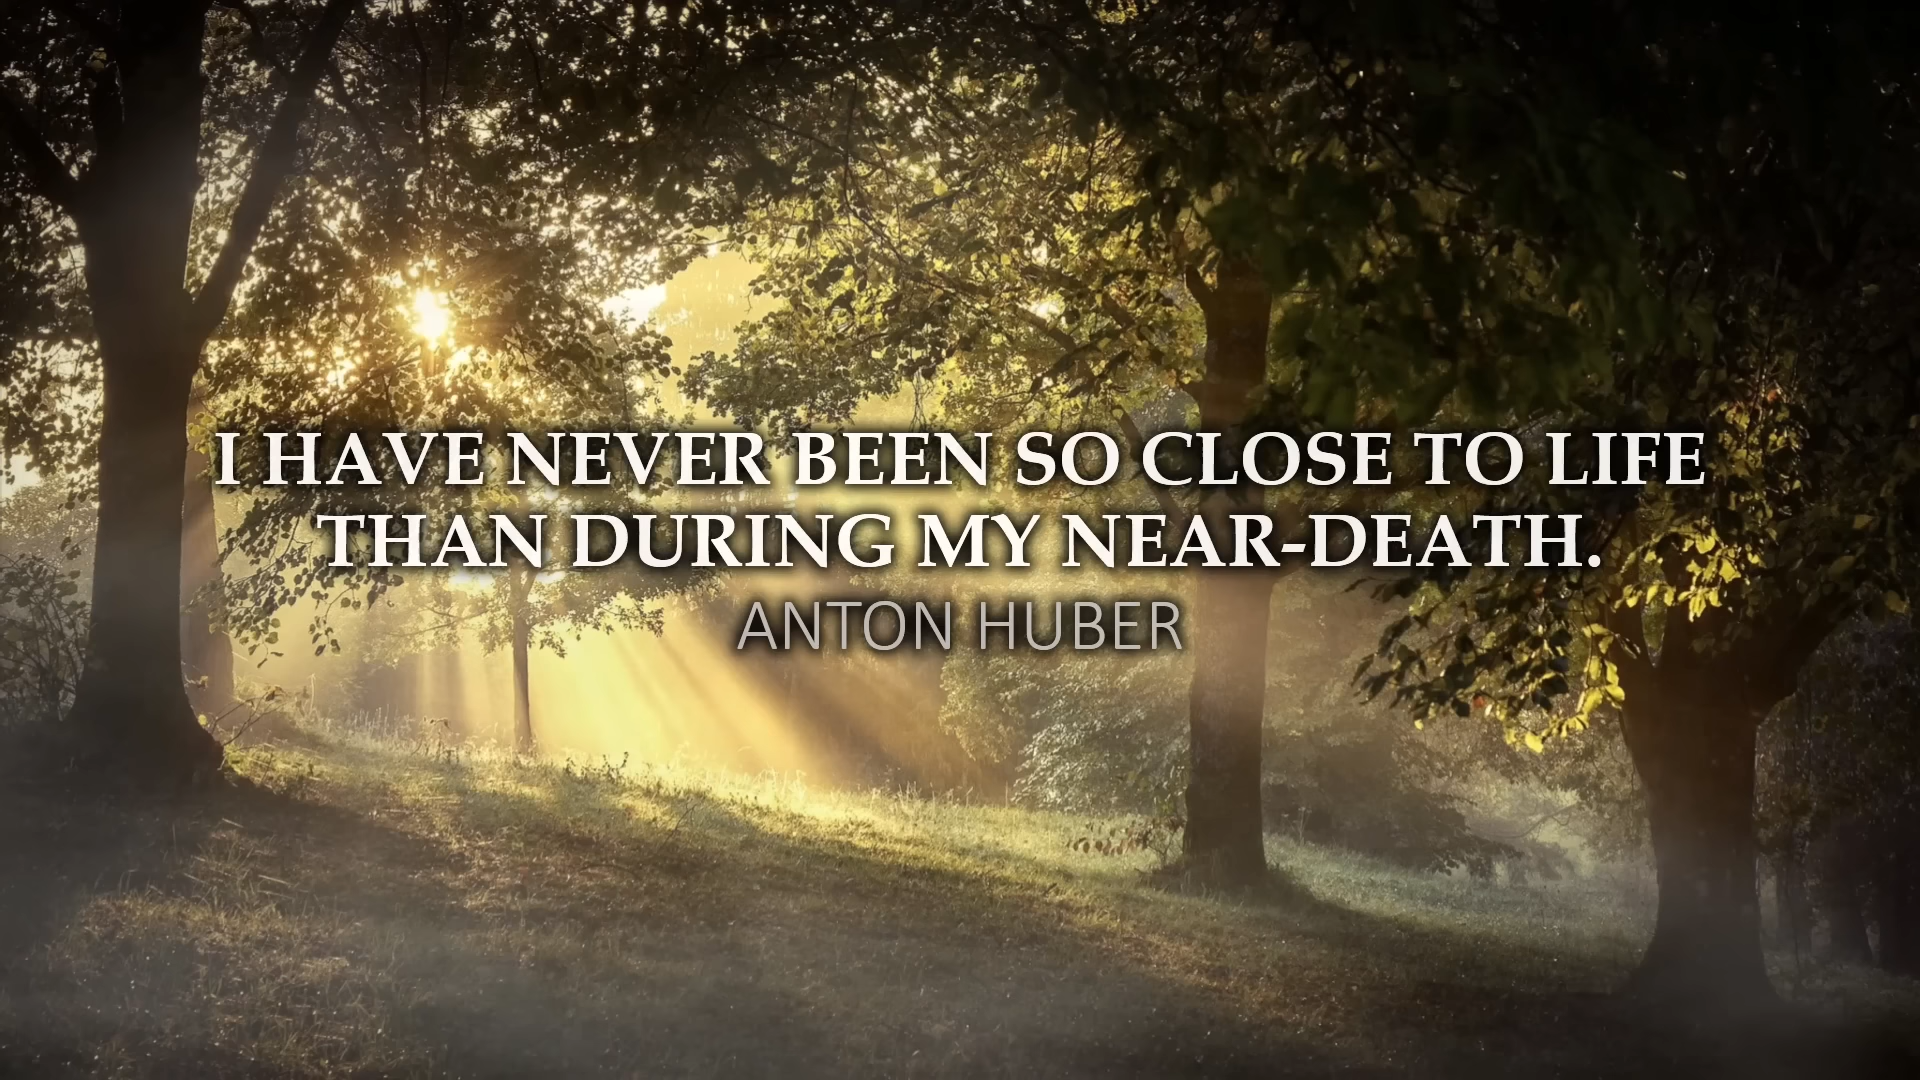 I HAVE NEVER BEEN SO CLOSE TO LIFE
THAN DURING MY NEAR-DEATH.
ANTON HUBER